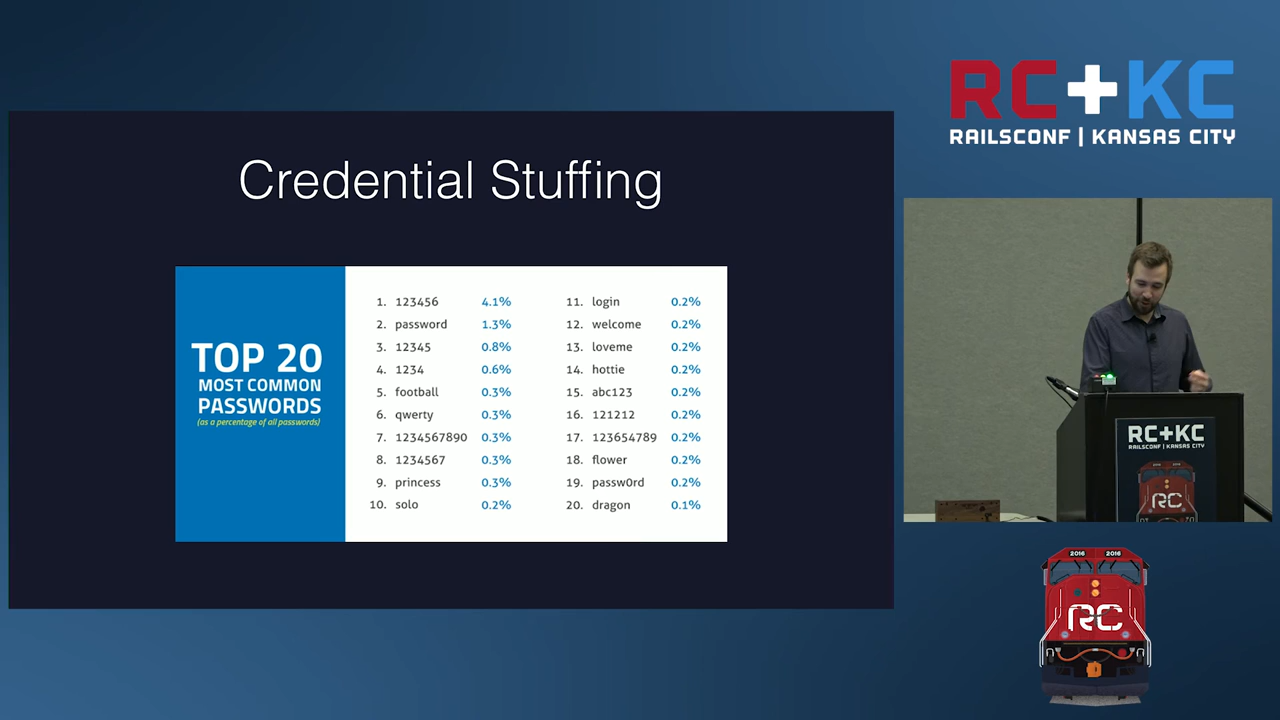 RC+KC
RAILSCONF | KANSAS CITY
Credential Stuffing
TOP 20
MOST COMMON
PASSWORDS
(as a percentage of all passwords)
1. 123456 4.1%
2. password 1.3%
3. 12345 0.8%
4. 1234 0.6%
5. football 0.3%
6. qwerty 0.3%
7. 1234567890 0.3%
8. 1234567 0.3%
9. princess 0.3%
10. solo 0.2%
11. login 0.2%
12. welcome 0.2%
13. loveme 0.2%
14. hottie 0.2%
15. abc123 0.2%
16. 121212 0.2%
17. 123654789 0.2%
18. flower 0.2%
19. passw0rd 0.2%
20. dragon 0.1%
RC+KC
RAILSCONF | KANSAS CITY
RC
2016 2016
RC